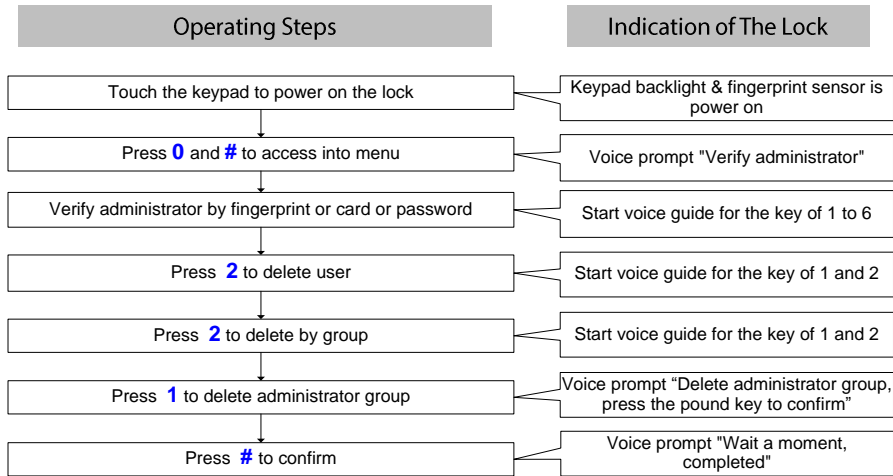 Operating Steps
Indication of The Lock
Touch the keypad to power on the lock
Keypad backlight & fingerprint sensor is
power on
Press 0 and # to access into menu
Voice prompt "Verify administrator"
Verify administrator by fingerprint or card or password
Start voice guide for the key of 1 to 6
Press 2 to delete user
Start voice guide for the key of 1 and 2
Press 2 to delete by group
Start voice guide for the key of 1 and 2
Press 1 to delete administrator group
Voice prompt “Delete administrator group,
press the pound key to confirm”
Press # to confirm
Voice prompt "Wait a moment,
completed"